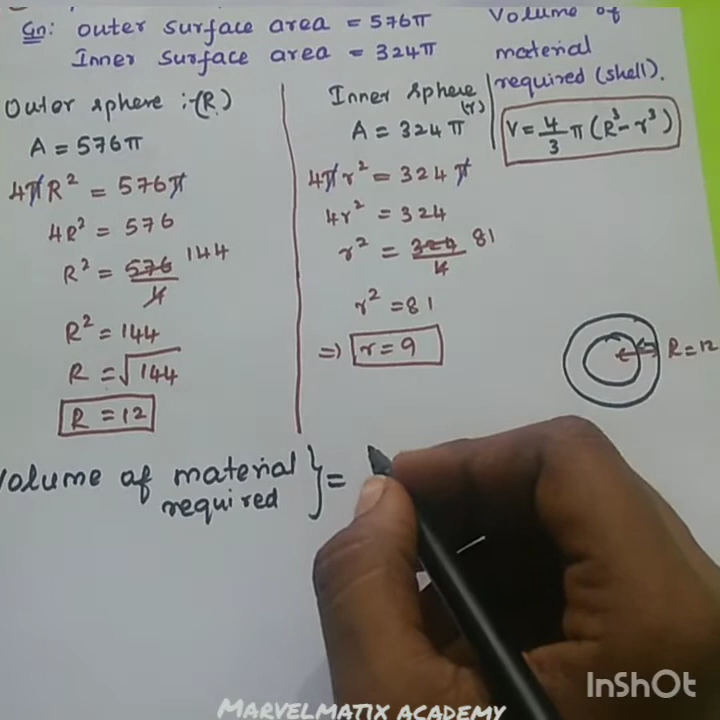 Gn: outer surface area = 576π
Inner surface area = 324π
Volume of
material
required (shell).
V = 4/3 π (R³ - r³)
Outer sphere :- (R)
A = 576π
4πR² = 576π
4R² = 576
R² = 576/4 144
R² = 144
R = √144
R = 12
Inner Sphere (r)
A = 324π
4πr² = 324π
4r² = 324
r² = 324/4 81
r² = 81
⇒ r = 9
R = 12
Volume of material
required } =
InShOt
MARVELMATIX ACADEMY